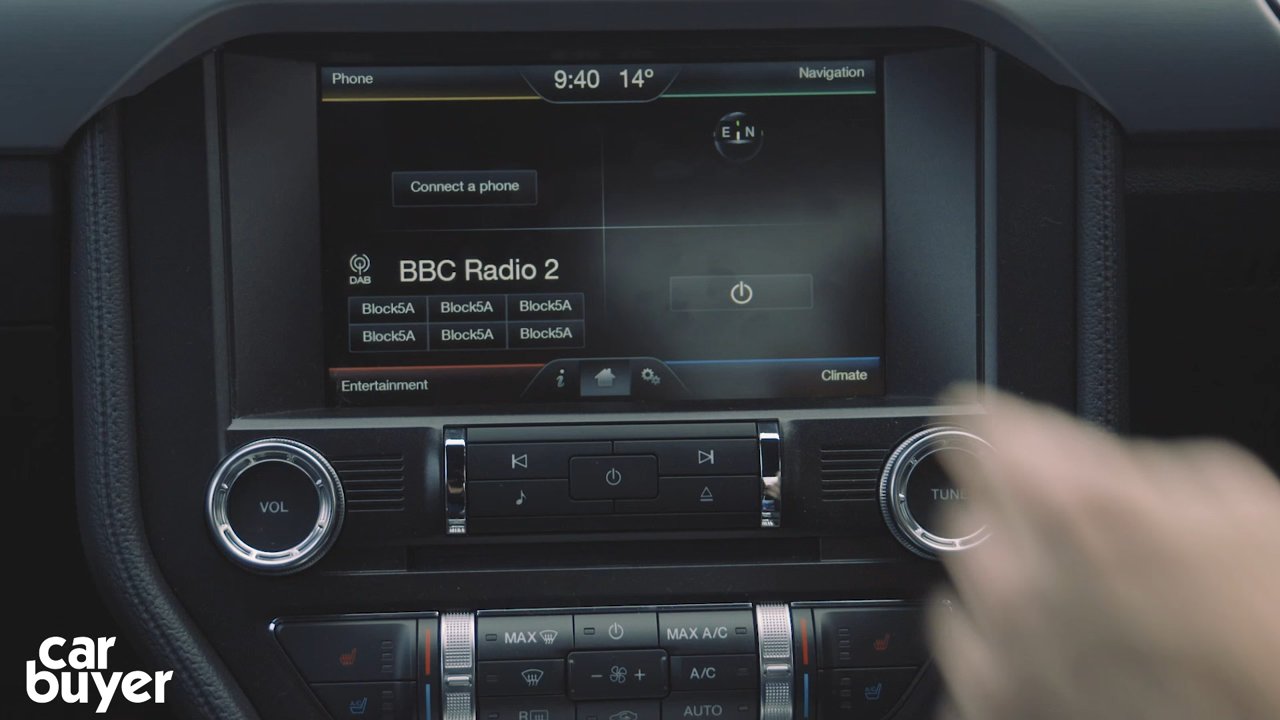 Phone
9:40 14°
Navigation
E N
Connect a phone
DAB
BBC Radio 2
Block5A Block5A Block5A
Block5A Block5A Block5A
Entertainment
i
Climate
VOL
TUNE
MAX
MAX A/C
A/C
R
AUTO
car
buyer